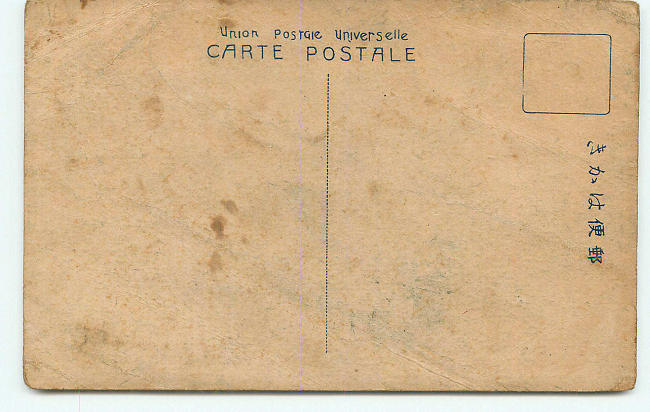 Union Postale Universelle
CARTE POSTALE
きがは便郵